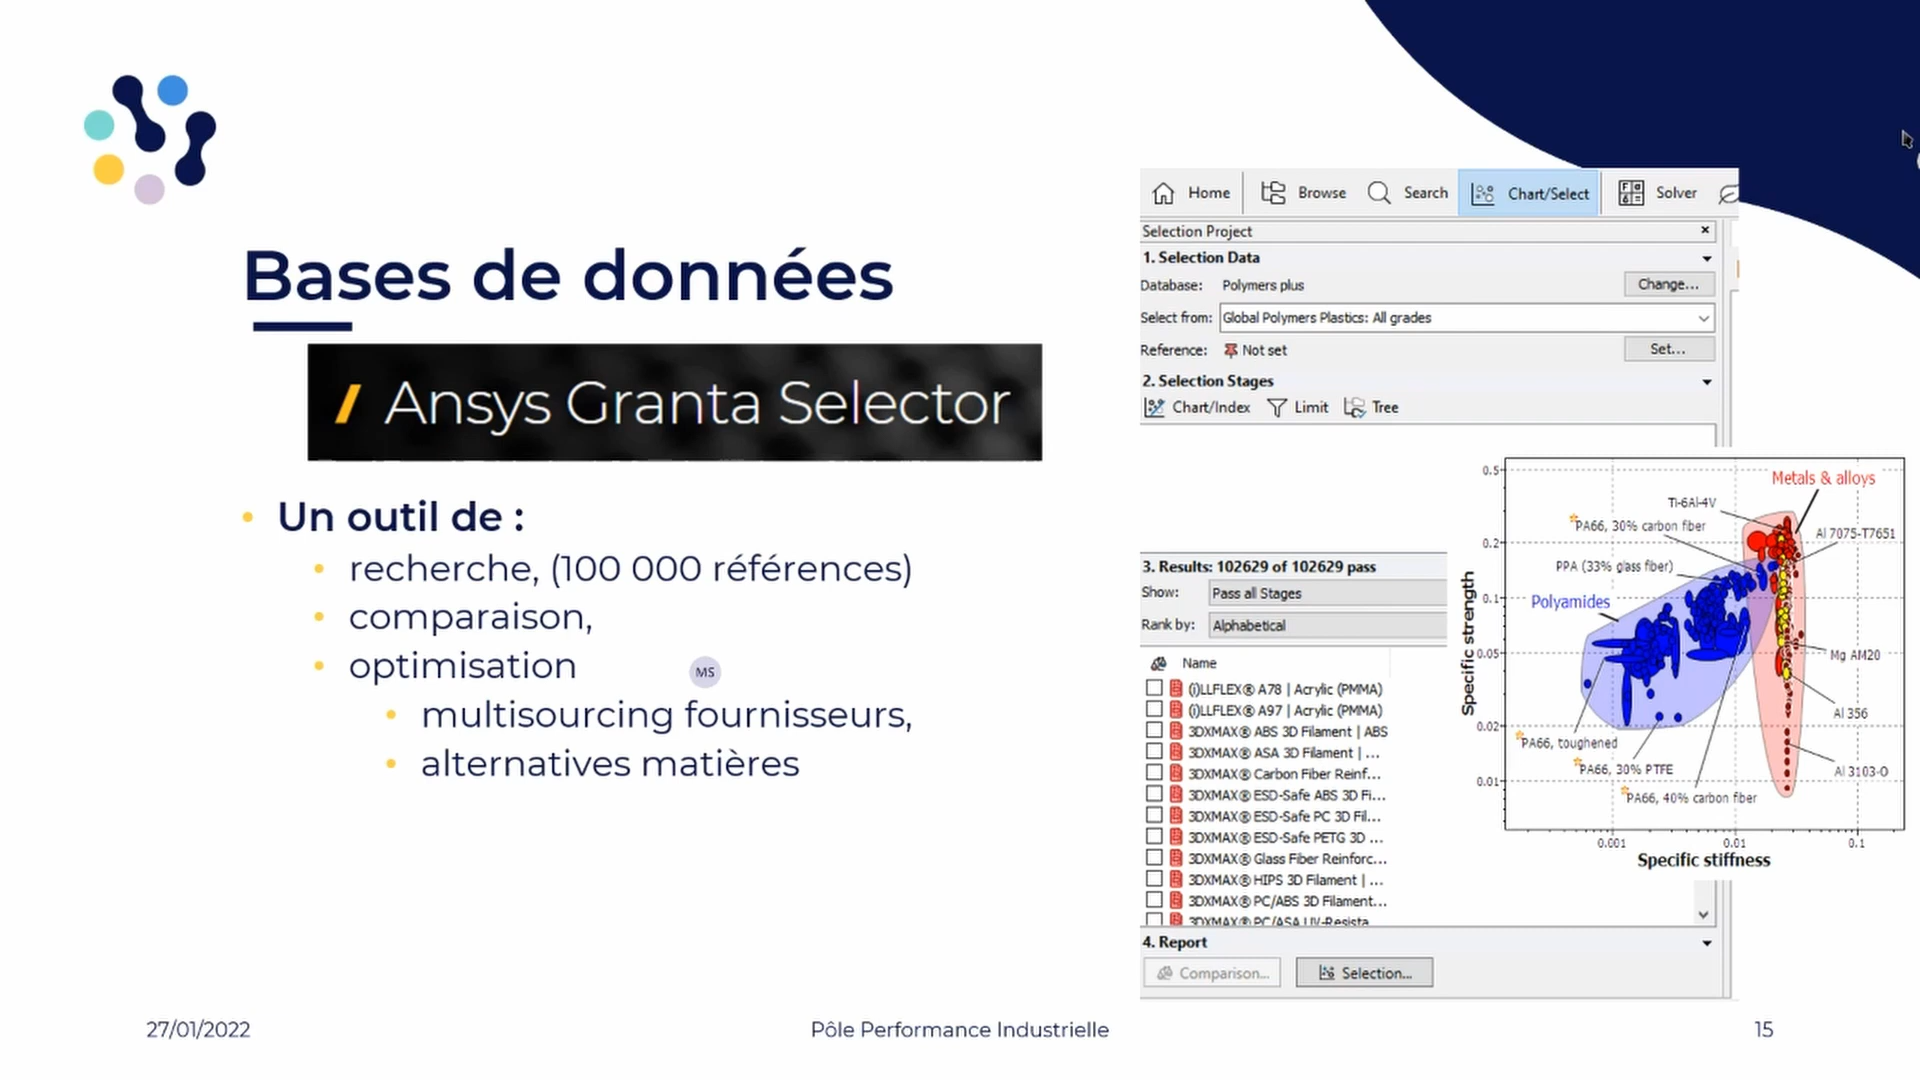 Bases de données
Ansys Granta Selector
Un outil de :
recherche, (100 000 références)
comparaison,
optimisation
MS
multisourcing fournisseurs,
alternatives matières
Home Browse Search Chart/Select Solver
Selection Project
1. Selection Data
Database: Polymers plus Change...
Select from: Global Polymers Plastics: All grades
Reference: Not set Set...
2. Selection Stages
Chart/Index Limit Tree
3. Results: 102629 of 102629 pass
Show: Pass all Stages
Rank by: Alphabetical
Name
(i)LLFLEX® A78 | Acrylic (PMMA)
(i)LLFLEX® A97 | Acrylic (PMMA)
3DXMAX® ABS 3D Filament | ABS
3DXMAX® ASA 3D Filament | ...
3DXMAX® Carbon Fiber Reinf...
3DXMAX® ESD-Safe ABS 3D Fi...
3DXMAX® ESD-Safe PC 3D Fil...
3DXMAX® ESD-Safe PETG 3D ...
3DXMAX® Glass Fiber Reinforc...
3DXMAX® HIPS 3D Filament | ...
3DXMAX® PC/ABS 3D Filament...
3DXMAX® PC/ASA UV-Resista
4. Report
Comparison... Selection...
Specific strength
0.5
0.2
0.1
0.05
0.02
0.01
Metals & alloys
Ti-6Al-4V
PA66, 30% carbon fiber
Al 7075-T7651
PPA (33% glass fiber)
Polyamides
Mg AM20
Al 356
PA66, toughened
PA66, 30% PTFE
Al 3103-O
PA66, 40% carbon fiber
0.001 0.01 0.1
Specific stiffness
27/01/2022
Pôle Performance Industrielle
15